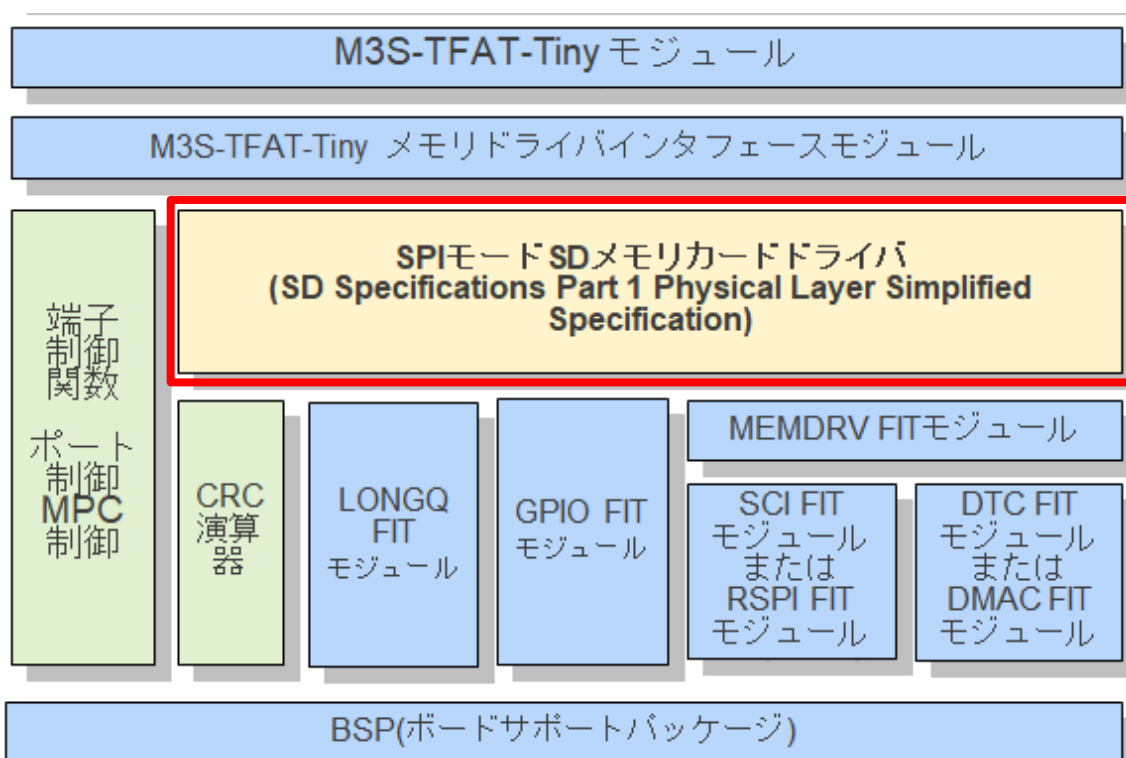 M3S-TFAT-Tiny モジュール
M3S-TFAT-Tiny メモリドライバインタフェースモジュール
端子
制御
関数
ポート
制御
MPC
制御
SPIモードSDメモリカードドライバ
(SD Specifications Part 1 Physical Layer Simplified
Specification)
CRC
演算
器
LONGQ
FIT
モジュール
GPIO FIT
モジュール
MEMDRV FITモジュール
SCI FIT
モジュール
または
RSPI FIT
モジュール
DTC FIT
モジュール
または
DMAC FIT
モジュール
BSP(ボードサポートパッケージ)